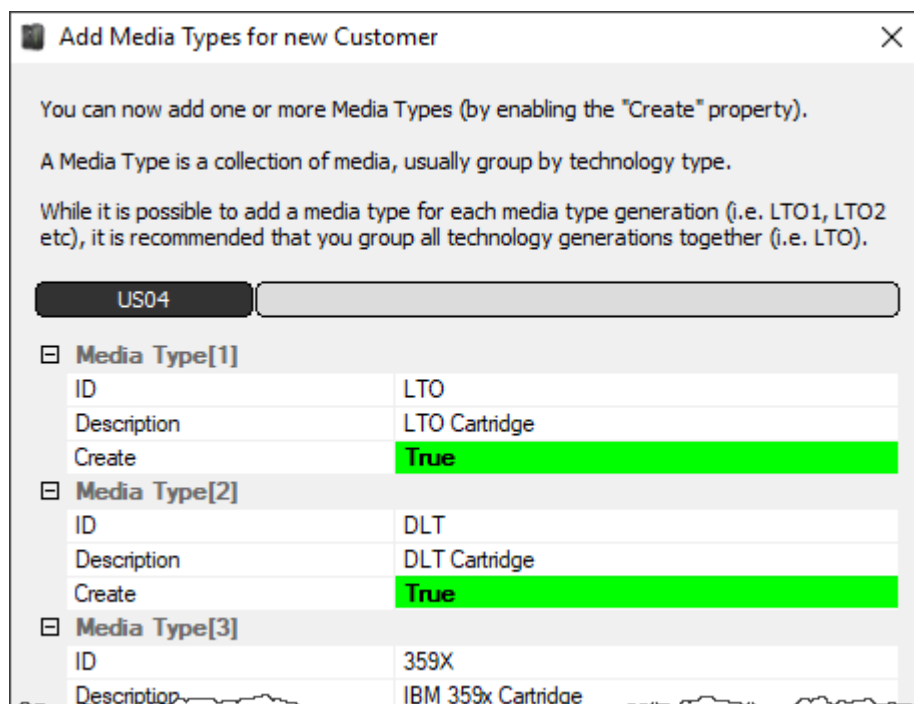 Add Media Types for new Customer
You can now add one or more Media Types (by enabling the "Create" property).
A Media Type is a collection of media, usually group by technology type.
While it is possible to add a media type for each media type generation (i.e. LTO1, LTO2
etc), it is recommended that you group all technology generations together (i.e. LTO).
US04
Media Type[1]
ID LTO
Description LTO Cartridge
Create True
Media Type[2]
ID DLT
Description DLT Cartridge
Create True
Media Type[3]
ID 359X
Description IBM 359x Cartridge